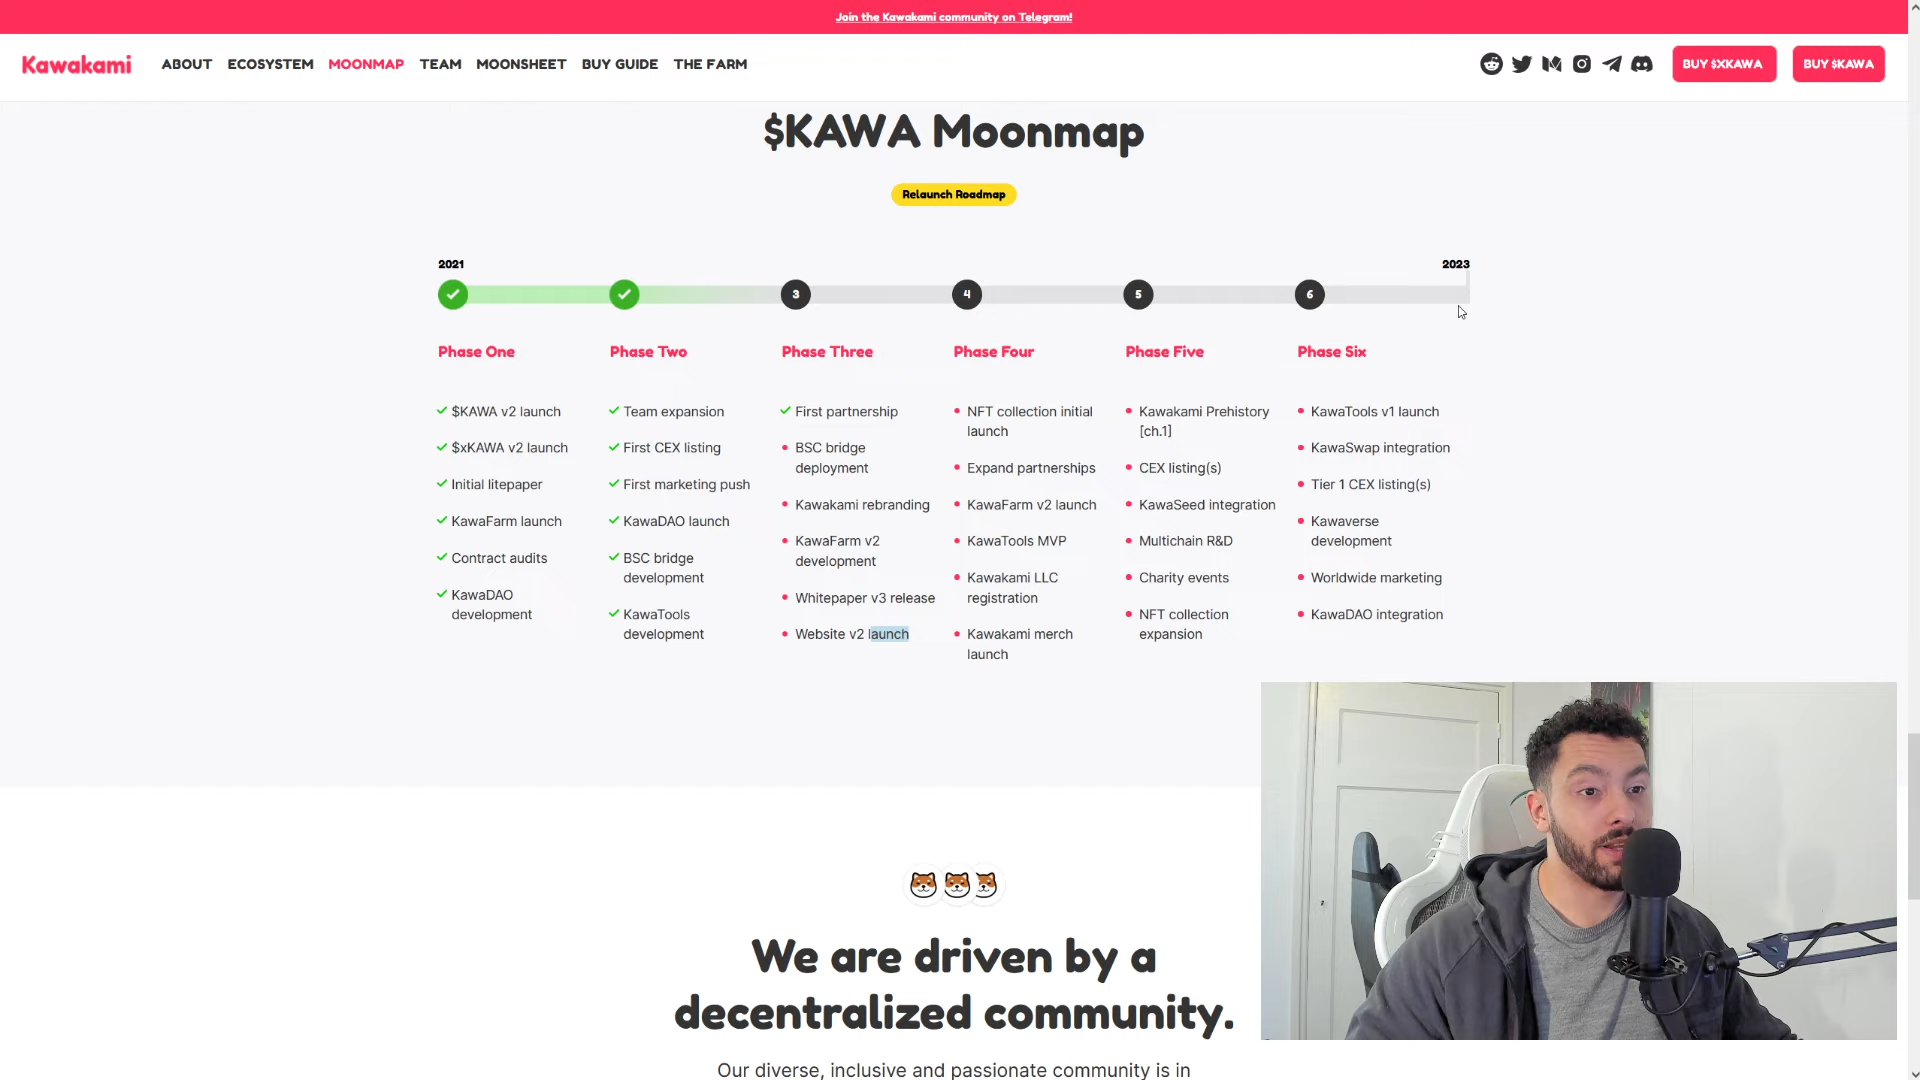 Join the Kawakami community on Telegram!
Kawakami
ABOUT ECOSYSTEM MOONMAP TEAM MOONSHEET BUY GUIDE THE FARM
BUY $XKAWA BUY $KAWA
$KAWA Moonmap
Relaunch Roadmap
2021
2023
3 4 5 6
Phase One
$KAWA v2 launch
$xKAWA v2 launch
Initial litepaper
KawaFarm launch
Contract audits
KawaDAO
development
Phase Two
Team expansion
First CEX listing
First marketing push
KawaDAO launch
BSC bridge
development
KawaTools
development
Phase Three
First partnership
BSC bridge
deployment
Kawakami rebranding
KawaFarm v2
development
Whitepaper v3 release
Website v2 launch
Phase Four
NFT collection initial
launch
Expand partnerships
KawaFarm v2 launch
KawaTools MVP
Kawakami LLC
registration
Kawakami merch
launch
Phase Five
Kawakami Prehistory
[ch.1]
CEX listing(s)
KawaSeed integration
Multichain R&D
Charity events
NFT collection
expansion
Phase Six
KawaTools v1 launch
KawaSwap integration
Tier 1 CEX listing(s)
Kawaverse
development
Worldwide marketing
KawaDAO integration
We are driven by a
decentralized community.
Our diverse, inclusive and passionate community is in